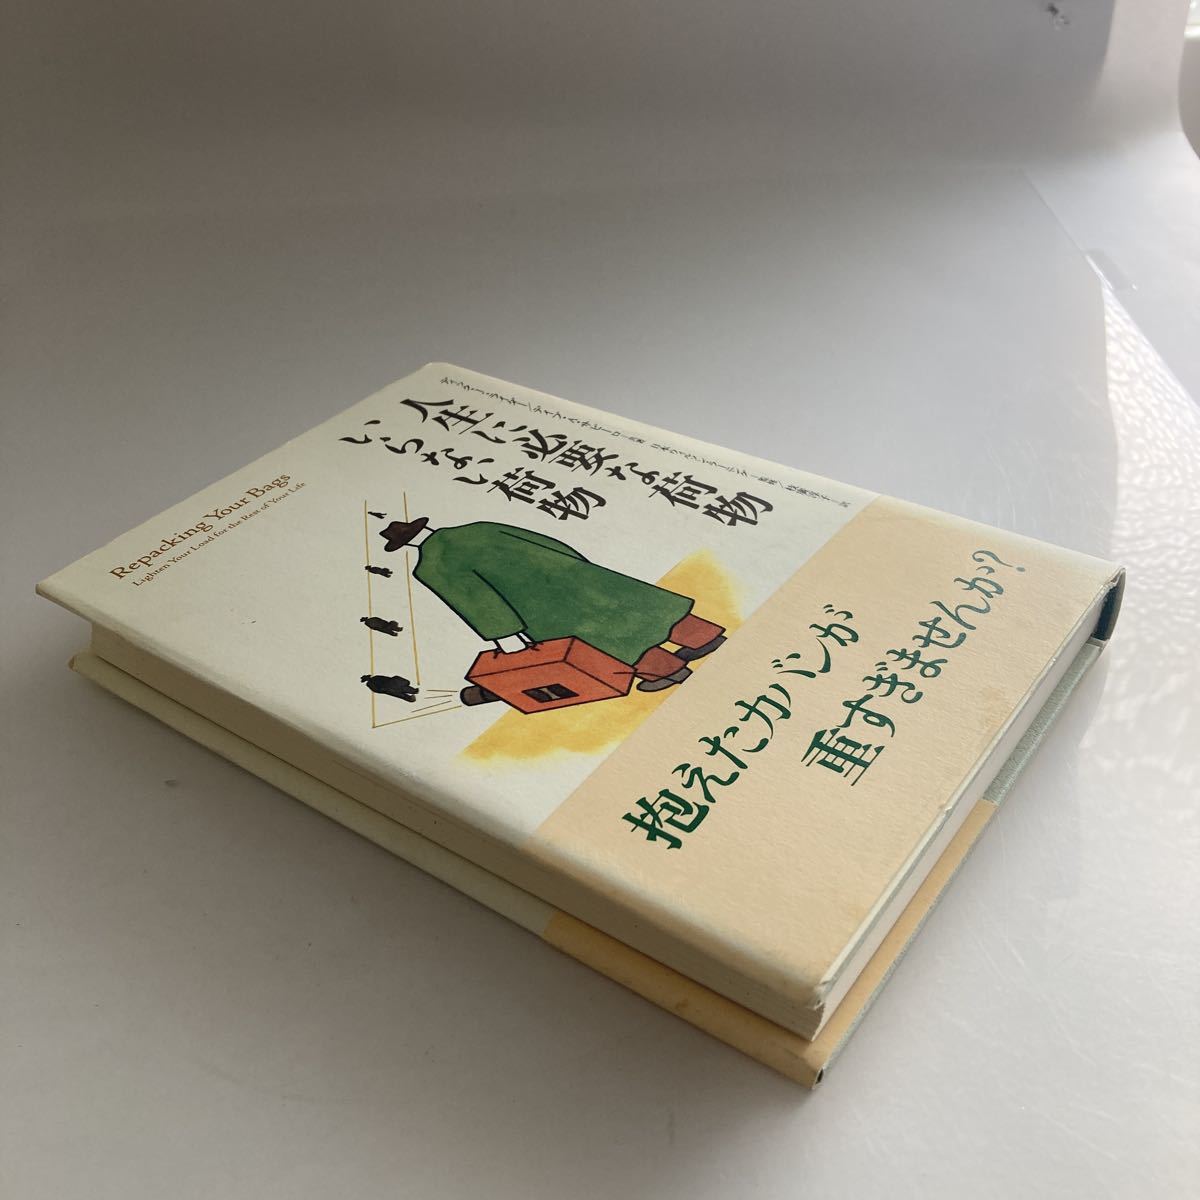 Repacking Your Bags
Lighten Your Load for the Rest of Your Life
人生に必要な荷物
いらない荷物
抱えたカバンが
重すぎませんか?